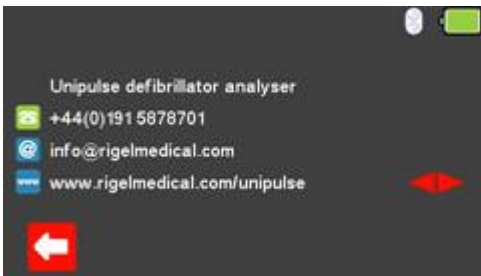 Unipulse defibrillator analyser
+44(0)191 5878701
info@rigelmedical.com
www.rigelmedical.com/unipulse